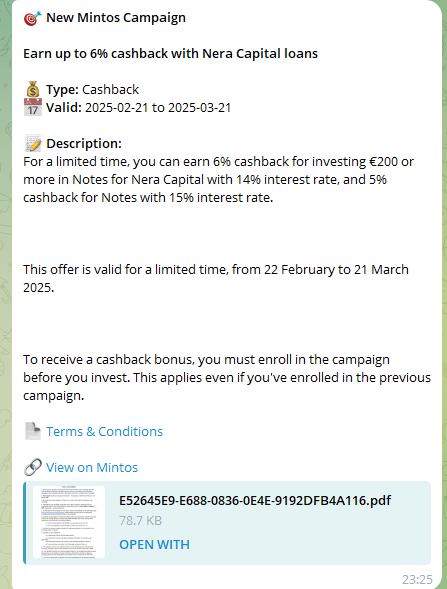 🎯 New Mintos Campaign
Earn up to 6% cashback with Nera Capital loans
💰 Type: Cashback
📅 Valid: 2025-02-21 to 2025-03-21
📝 Description:
For a limited time, you can earn 6% cashback for investing €200 or
more in Notes for Nera Capital with 14% interest rate, and 5%
cashback for Notes with 15% interest rate.
This offer is valid for a limited time, from 22 February to 21 March
2025.
To receive a cashback bonus, you must enroll in the campaign
before you invest. This applies even if you've enrolled in the previous
campaign.
📄 Terms & Conditions
🔗 View on Mintos
E52645E9-E688-0836-0E4E-9192DFB4A116.pdf
78.7 KB
OPEN WITH
23:25